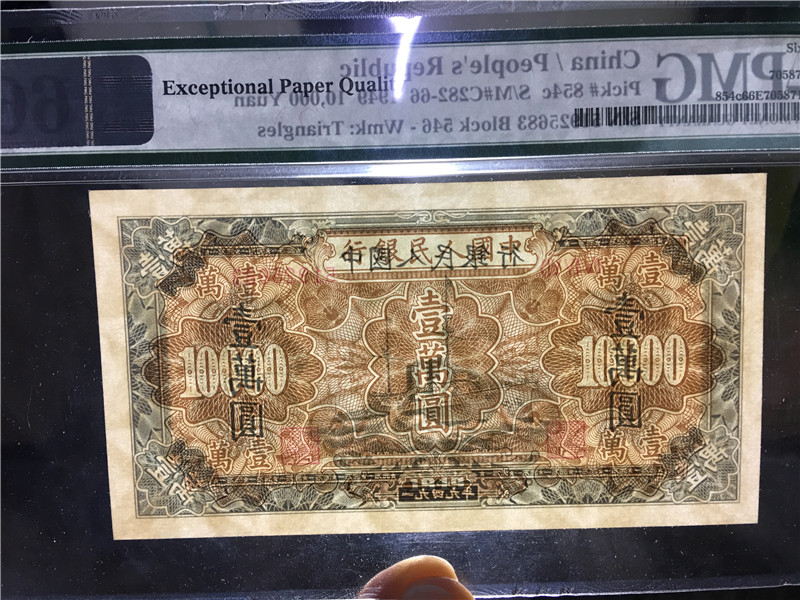 China / People's Republic
PMG
Exceptional Paper Quality
Pick# 854c S/M#C282-66 1949 10,000 Yuan
25683 Block 546 - Wmk: Triangles
中國人民銀行
壹萬
壹萬
壹萬圓
壹萬圓
壹萬圓
10000
10000
壹萬
壹萬
一九四九年